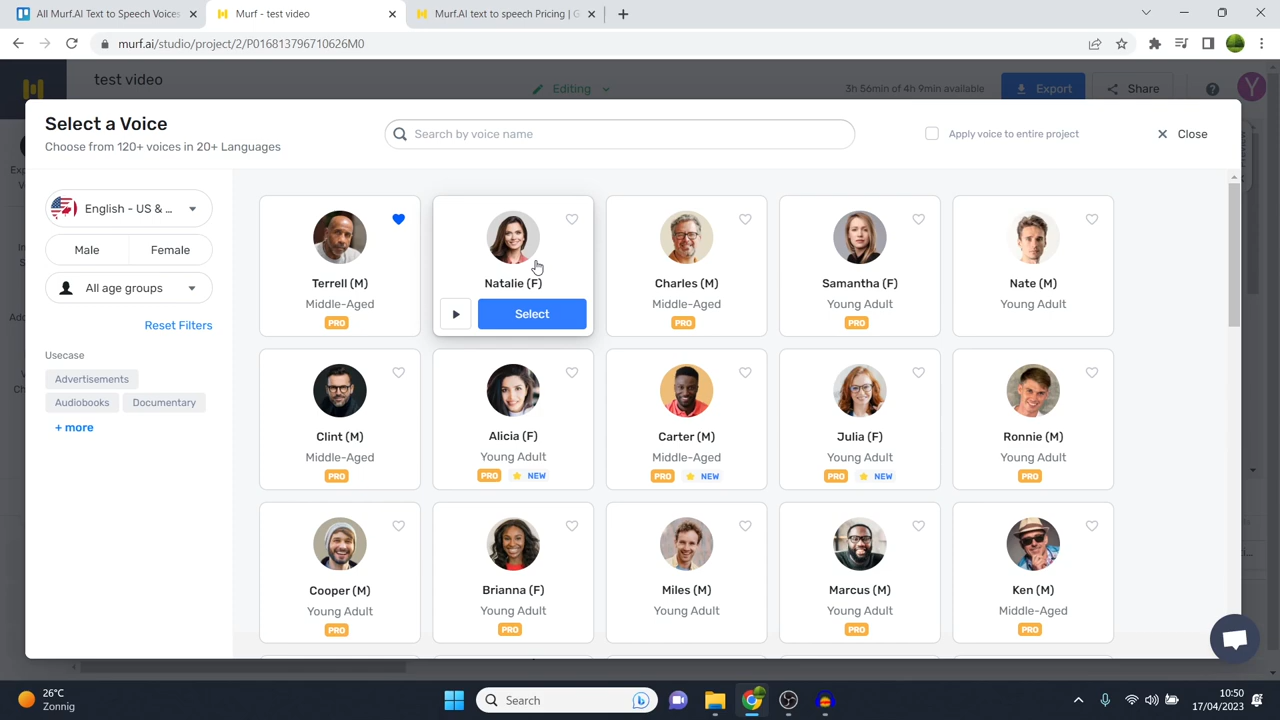 All Murf.AI Text to Speech Voices
Murf - test video
Murf.AI text to speech Pricing | G
murf.ai/studio/project/2/P016813796710626M0
test video
Editing
3h 56min of 4h 9min available
Export
Share
Y
Select a Voice
Choose from 120+ voices in 20+ Languages
Search by voice name
Apply voice to entire project
Close
English - US & ...
Male
Female
All age groups
Reset Filters
Usecase
Advertisements
Audiobooks
Documentary
+ more
Terrell (M)
Middle-Aged
PRO
Natalie (F)
Select
Charles (M)
Middle-Aged
PRO
Samantha (F)
Young Adult
PRO
Nate (M)
Young Adult
Clint (M)
Middle-Aged
PRO
Alicia (F)
Young Adult
PRO NEW
Carter (M)
Middle-Aged
PRO NEW
Julia (F)
Young Adult
PRO NEW
Ronnie (M)
Young Adult
PRO
Cooper (M)
Young Adult
PRO
Brianna (F)
Young Adult
PRO
Miles (M)
Young Adult
Marcus (M)
Young Adult
PRO
Ken (M)
Middle-Aged
PRO
26°C
Zonnig
Search
10:50
17/04/2023